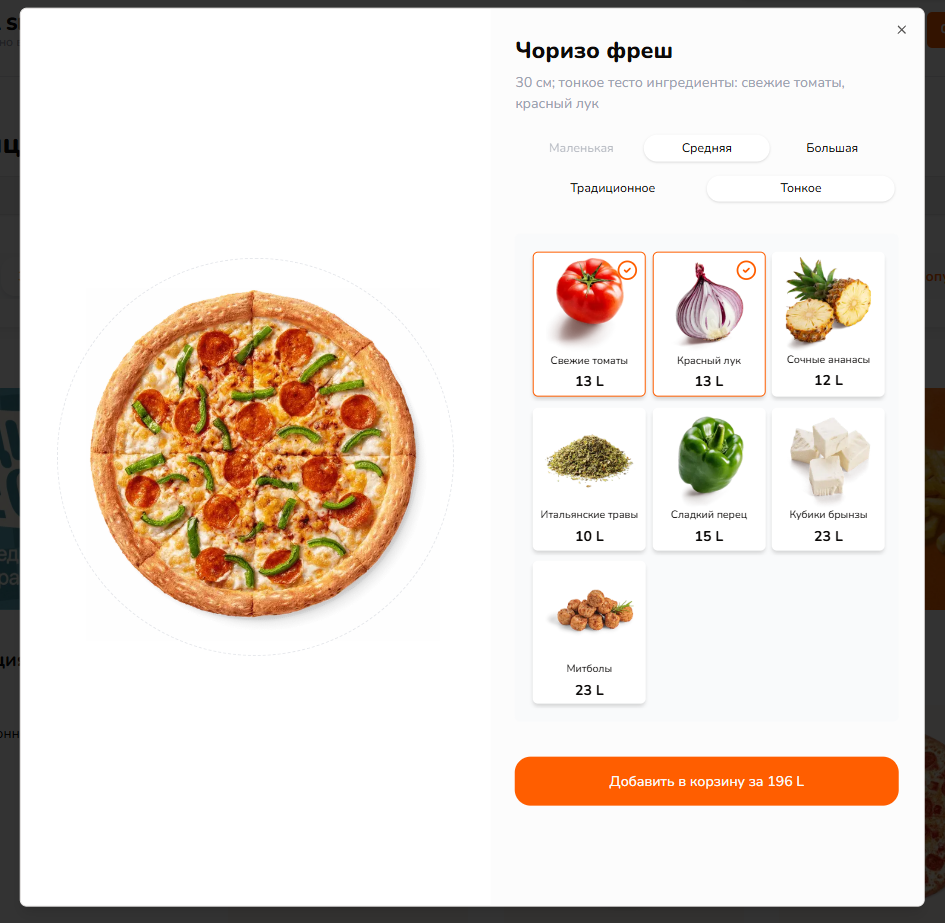 Чоризо фреш
30 см; тонкое тесто ингредиенты: свежие томаты,
красный лук
Маленькая
Средняя
Большая
Традиционное
Тонкое
Свежие томаты
13 L
Красный лук
13 L
Сочные ананасы
12 L
Итальянские травы
10 L
Сладкий перец
15 L
Кубики брынзы
23 L
Митболы
23 L
Добавить в корзину за 196 L